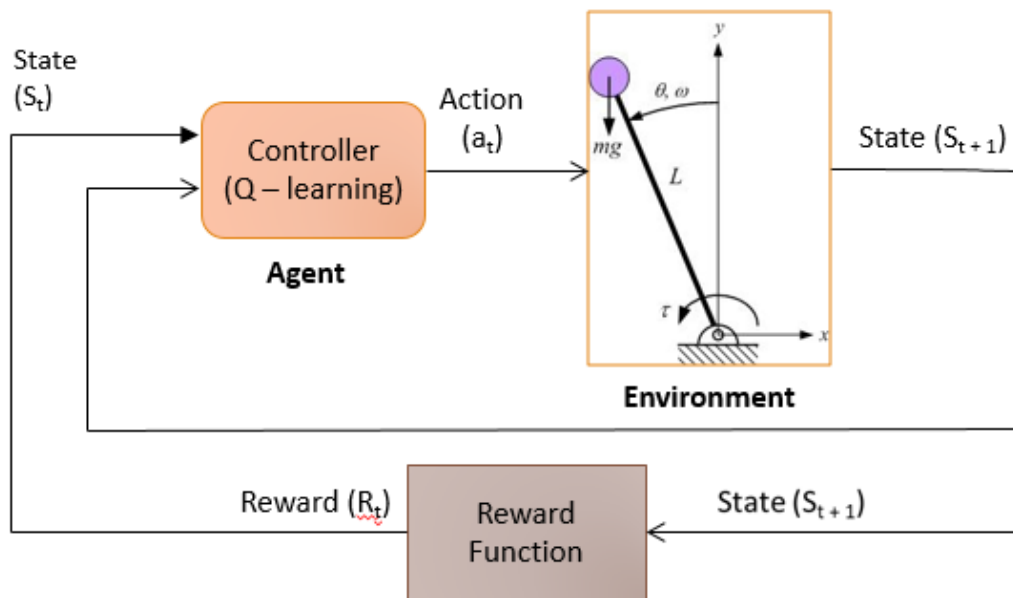 State
(Sₜ)
Controller
(Q – learning)
Agent
Action
(aₜ)
y
θ, ω
mg
L
τ
x
Environment
State (Sₜ ₊ ₁)
Reward (Rₜ)
Reward
Function
State (Sₜ ₊ ₁)